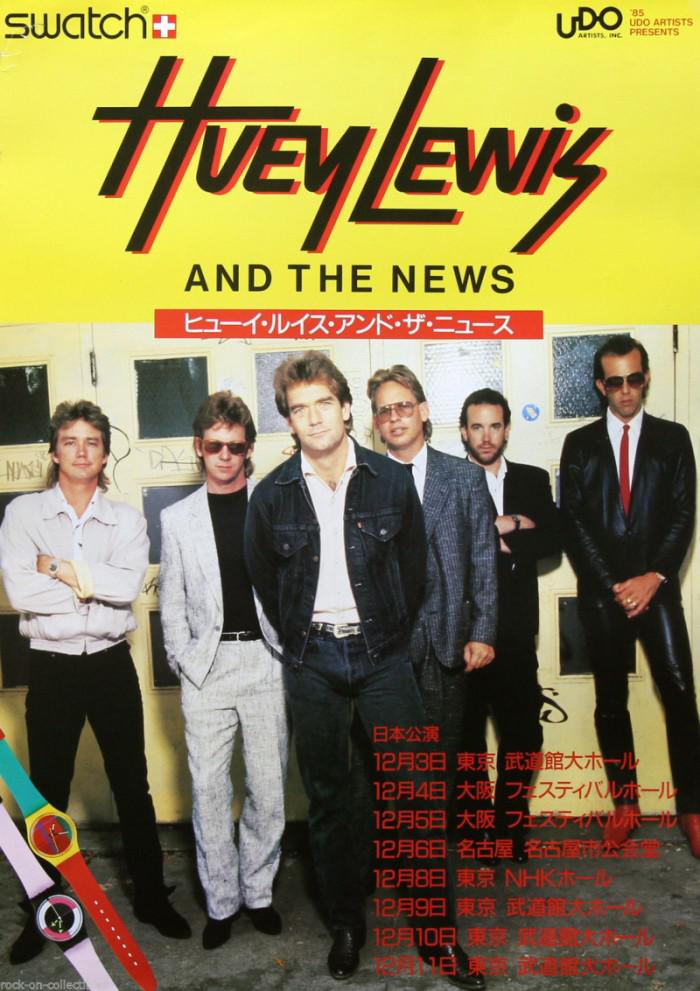 swatch®
UDO
ARTISTS, INC.
'85
UDO ARTISTS
PRESENTS
HUEY LEWIS
AND THE NEWS
ヒューイ・ルイス・アンド・ザ・ニュース
日本公演
12月3日 東京 武道館大ホール
12月4日 大阪 フェスティバルホール
12月5日 大阪 フェスティバルホール
12月6日 名古屋 名古屋市公会堂
12月8日 東京 NHKホール
12月9日 東京 武道館大ホール
12月10日 東京 武道館大ホール
12月11日 東京 武道館大ホール